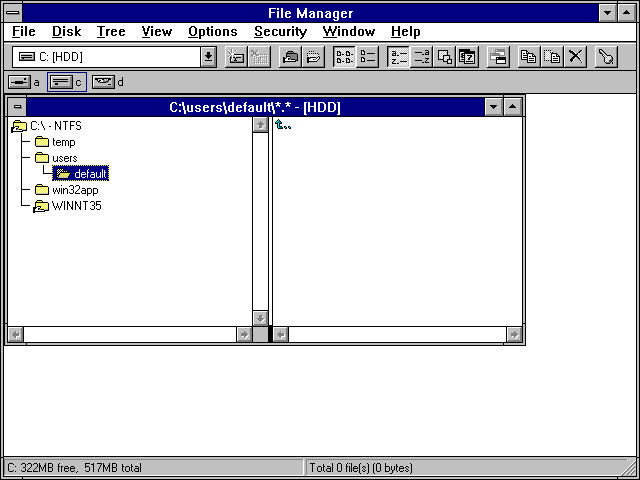 File Manager
File Disk Tree View Options Security Window Help
C: [HDD]
a c d
C:\users\default\*.* - [HDD]
C:\ - NTFS
temp
users
default
win32app
WINNT35
..
C: 322MB free, 517MB total Total 0 file(s) (0 bytes)